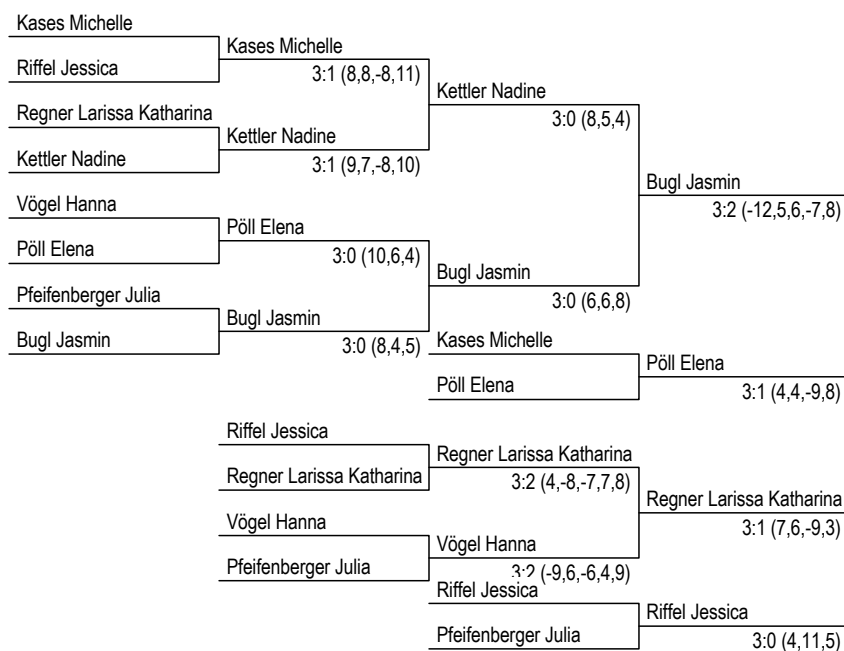 Kases Michelle
Riffel Jessica
Kases Michelle
3:1 (8,8,-8,11)
Regner Larissa Katharina
Kettler Nadine
Kettler Nadine
3:1 (9,7,-8,10)
Kettler Nadine
3:0 (8,5,4)
Vögel Hanna
Pöll Elena
Pöll Elena
3:0 (10,6,4)
Pfeifenberger Julia
Bugl Jasmin
Bugl Jasmin
3:0 (8,4,5)
Bugl Jasmin
3:0 (6,6,8)
Bugl Jasmin
3:2 (-12,5,6,-7,8)
Kases Michelle
Pöll Elena
Pöll Elena
3:1 (4,4,-9,8)
Riffel Jessica
Regner Larissa Katharina
Regner Larissa Katharina
3:2 (4,-8,-7,7,8)
Vögel Hanna
Pfeifenberger Julia
Vögel Hanna
3:2 (-9,6,-6,4,9)
Regner Larissa Katharina
3:1 (7,6,-9,3)
Riffel Jessica
Pfeifenberger Julia
Riffel Jessica
3:0 (4,11,5)